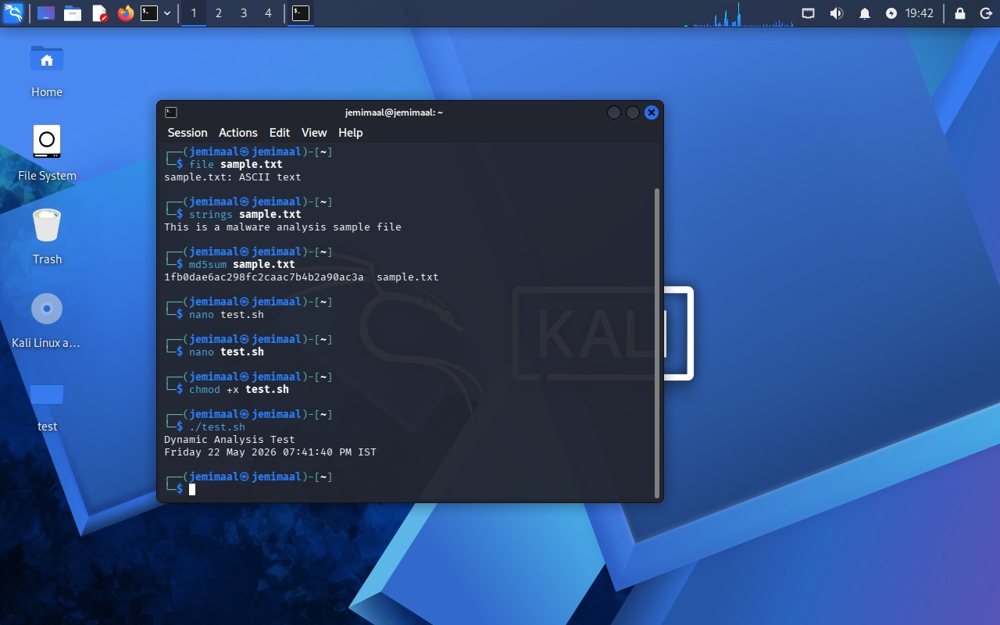 1 2 3 4 19:42
Home
File System
Trash
Kali Linux a...
test
jemimaal@jemimaal: ~
Session Actions Edit View Help
┌──(jemimaal㉿jemimaal)-[~]
└─$ file sample.txt
sample.txt: ASCII text
┌──(jemimaal㉿jemimaal)-[~]
└─$ strings sample.txt
This is a malware analysis sample file
┌──(jemimaal㉿jemimaal)-[~]
└─$ md5sum sample.txt
1fb0dae6ac298fc2caac7b4b2a90ac3a  sample.txt
┌──(jemimaal㉿jemimaal)-[~]
└─$ nano test.sh
┌──(jemimaal㉿jemimaal)-[~]
└─$ nano test.sh
┌──(jemimaal㉿jemimaal)-[~]
└─$ chmod +x test.sh
┌──(jemimaal㉿jemimaal)-[~]
└─$ ./test.sh
Dynamic Analysis Test
Friday 22 May 2026 07:41:40 PM IST
┌──(jemimaal㉿jemimaal)-[~]
└─$
KALI